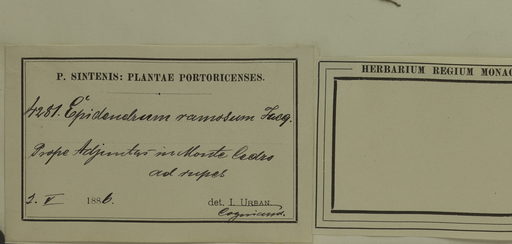 P. SINTENIS: PLANTAE PORTORICENSES.
4281. Epidendrum ramosum Jacq.
Prope Adjuntas in Monte Cedro
ad rupes
2. V 1886.
det. I. URBAN.
Cogniaud.
HERBARIUM REGIUM MONAC